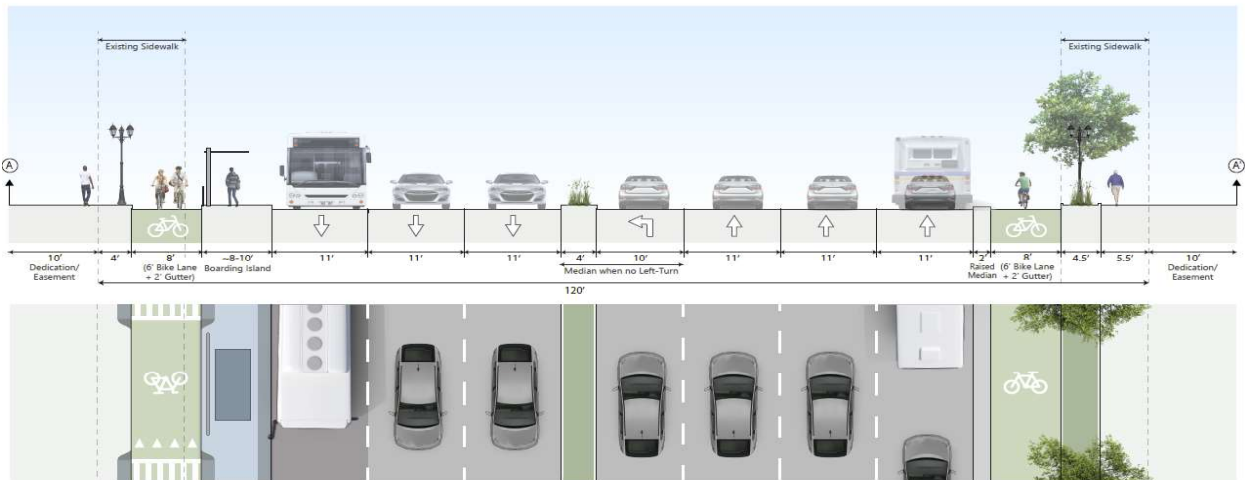 Existing Sidewalk
Existing Sidewalk
A
A'
10'
Dedication/
Easement
4'
8'
(6' Bike Lane
+ 2' Gutter)
~8-10'
Boarding Island
11'
11'
11'
4'
10'
Median when no Left-Turn
11'
11'
11'
2'
Raised
Median
8'
(6' Bike Lane
+ 2' Gutter)
4.5'
5.5'
10'
Dedication/
Easement
120'